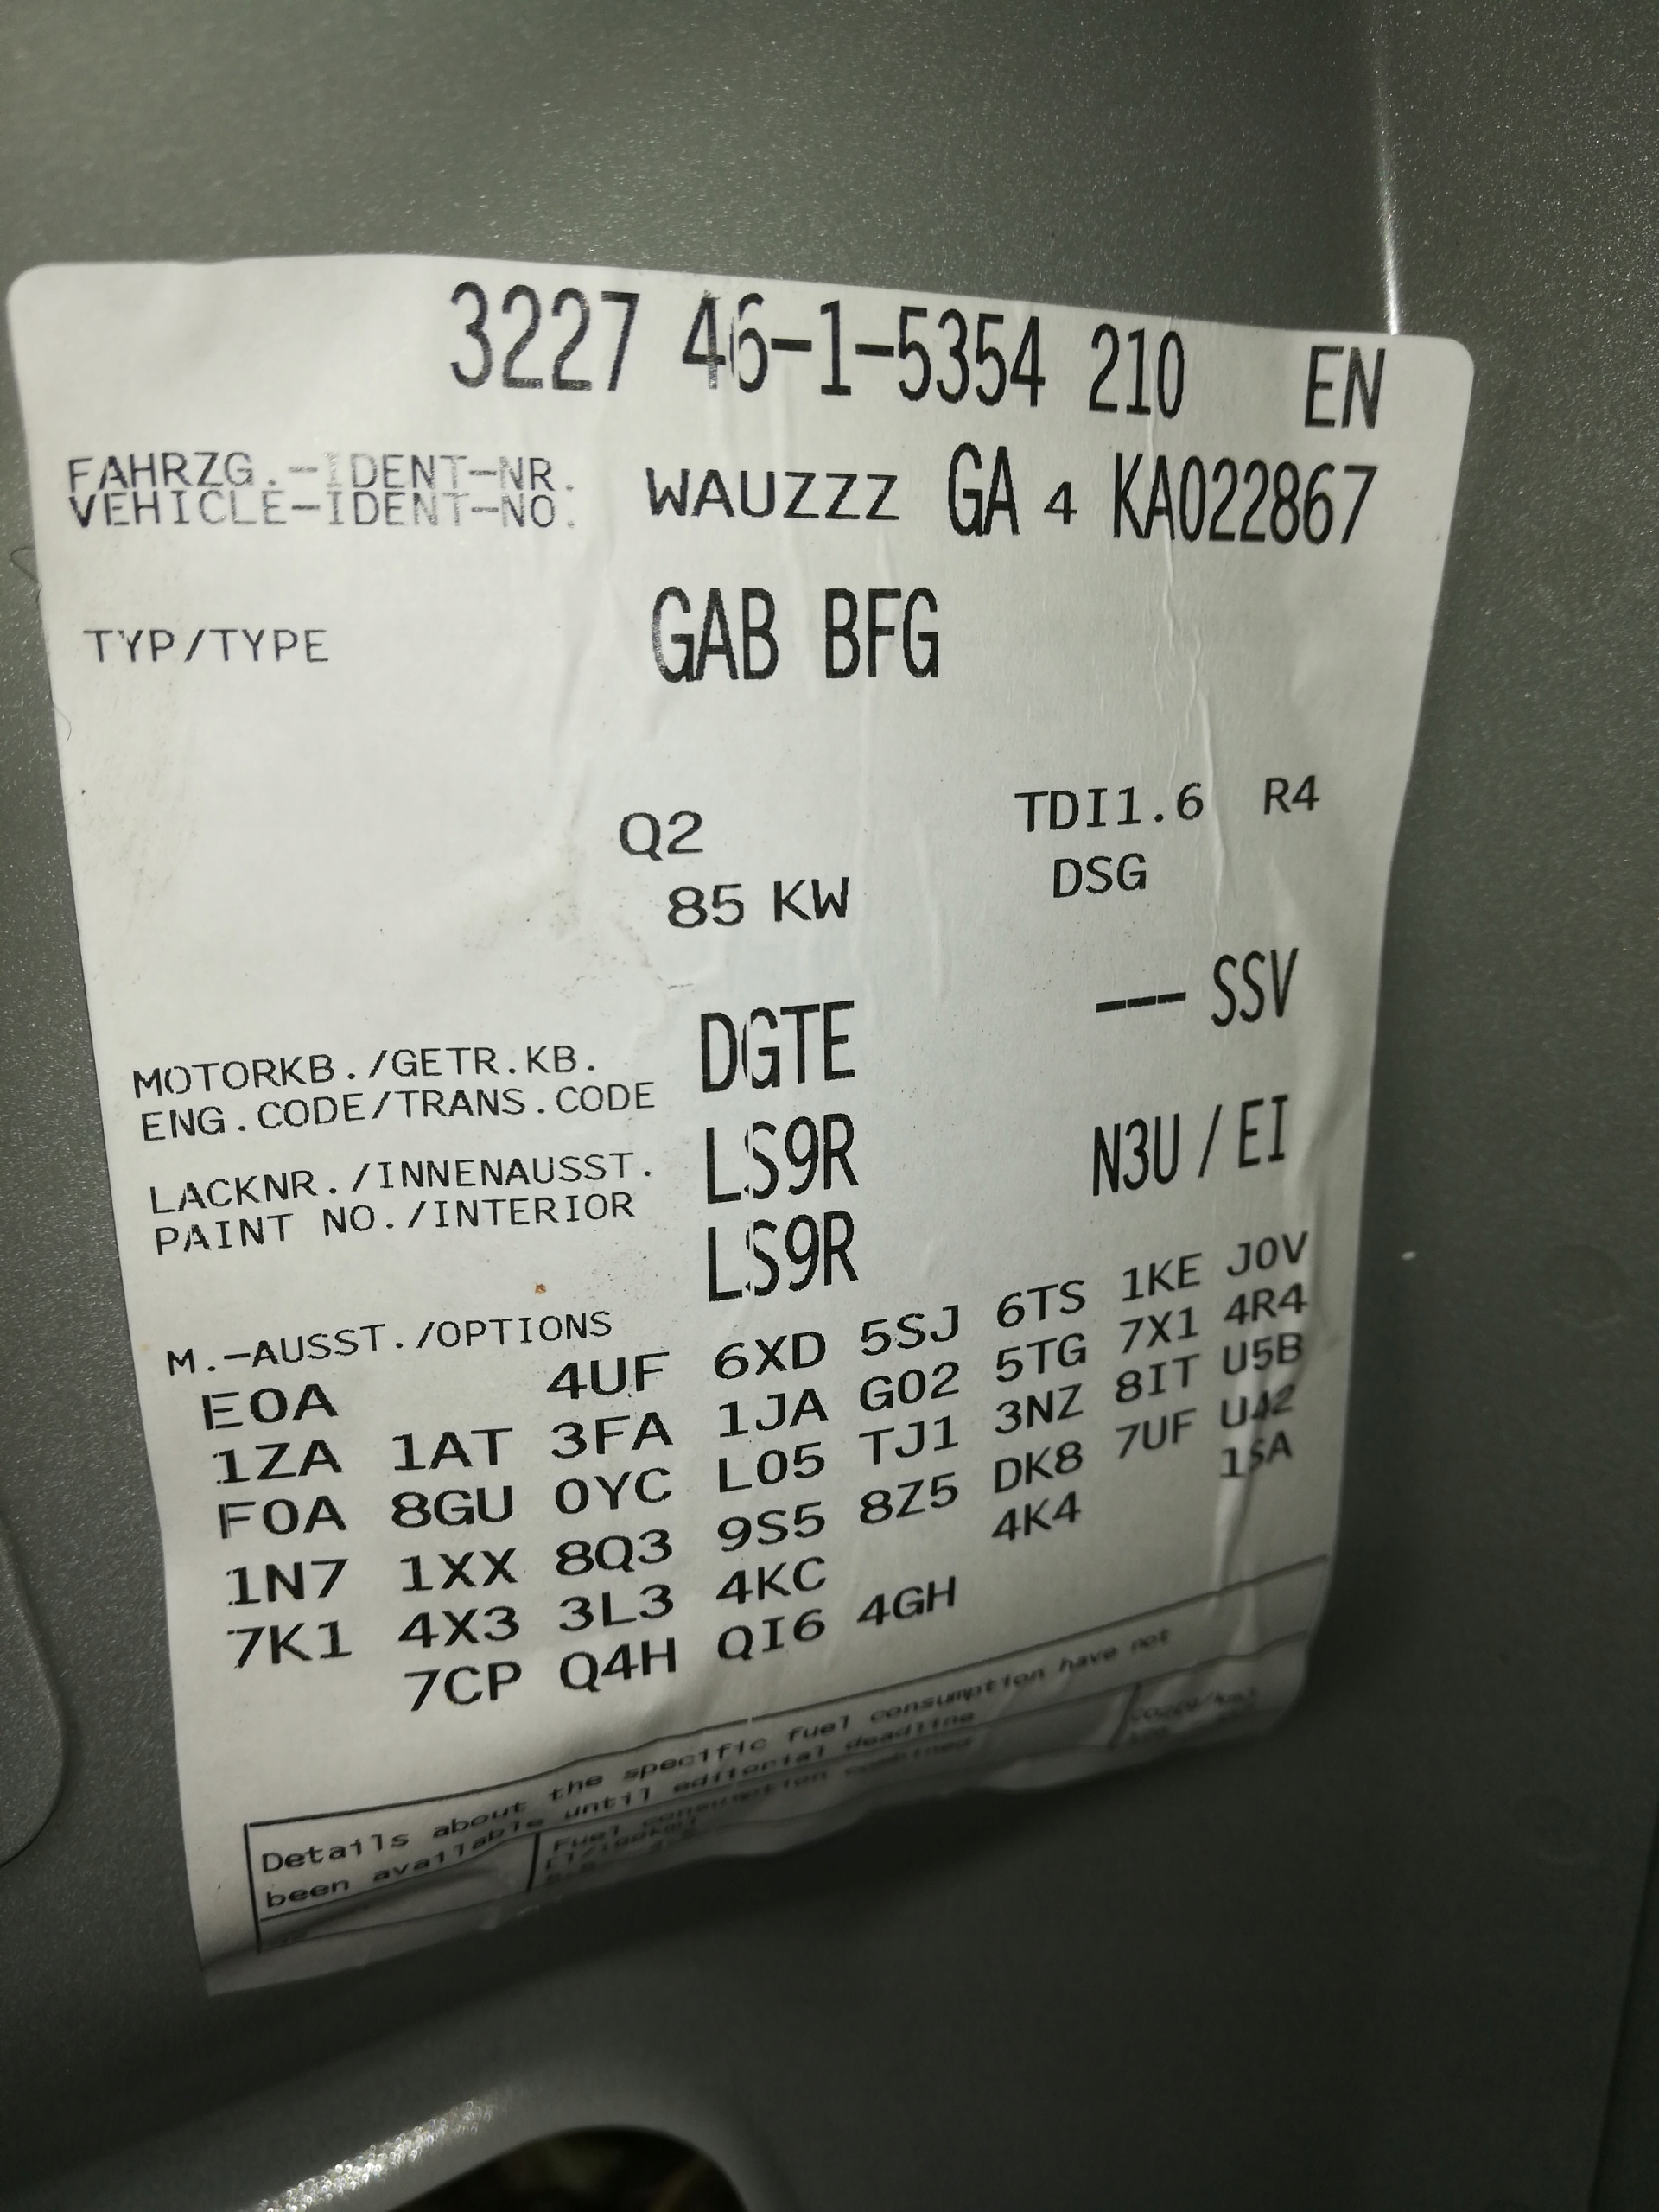 3227 46-1-5354 210 EN
FAHRZG.-IDENT-NR.
VEHICLE-IDENT-NO. WAUZZZ GA 4 KA022867
TYP/TYPE GAB BFG
Q2 TDI1.6 R4
85 KW DSG
MOTORKB./GETR.KB.
ENG.CODE/TRANS.CODE DGTE --- SSV
LACKNR./INNENAUSST.
PAINT NO./INTERIOR LS9R N3U / EI
LS9R
M.-AUSST./OPTIONS
E0A 4UF 6XD 5SJ 6TS 1KE J0V
1ZA 1AT 3FA 1JA G02 5TG 7X1 4R4
F0A 8GU 0YC L05 TJ1 3NZ 8IT U5B
1N7 1XX 8Q3 9S5 8Z5 DK8 7UF U42
7K1 4X3 3L3 4KC 4K4 1SA
7CP Q4H QI6 4GH
Details about the specific fuel consumption have not
been available until editorial deadline
Fuel consumption combined